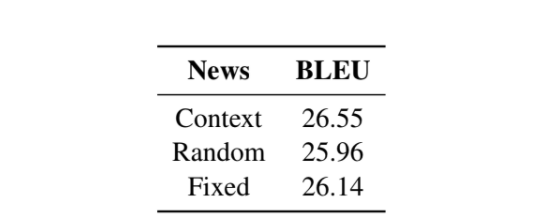 News BLEU
Context 26.55
Random 25.96
Fixed 26.14